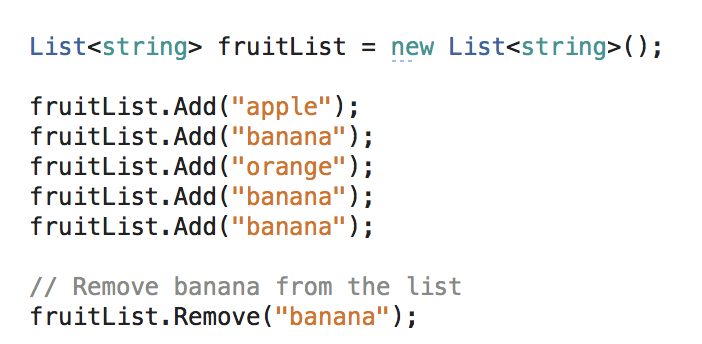 List<string> fruitList = new List<string>();
fruitList.Add("apple");
fruitList.Add("banana");
fruitList.Add("orange");
fruitList.Add("banana");
fruitList.Add("banana");
// Remove banana from the list
fruitList.Remove("banana");